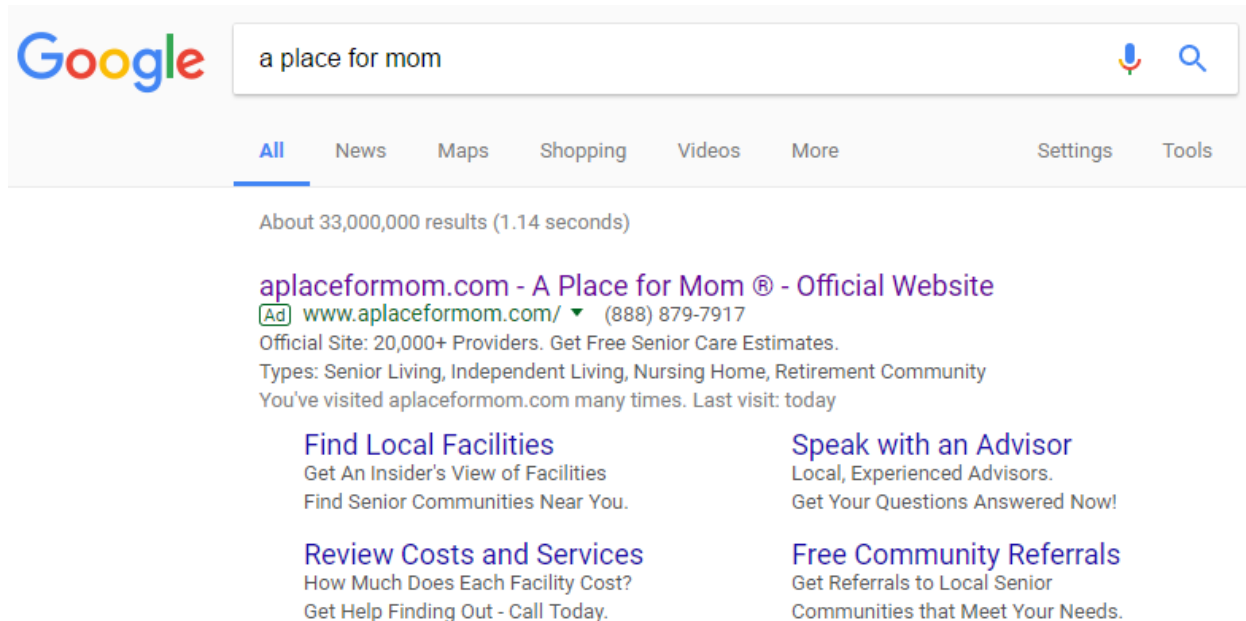 Google
a place for mom
All News Maps Shopping Videos More Settings Tools
About 33,000,000 results (1.14 seconds)
aplaceformom.com - A Place for Mom ® - Official Website
Ad www.aplaceformom.com/ (888) 879-7917
Official Site: 20,000+ Providers. Get Free Senior Care Estimates.
Types: Senior Living, Independent Living, Nursing Home, Retirement Community
You've visited aplaceformom.com many times. Last visit: today
Find Local Facilities
Get An Insider's View of Facilities
Find Senior Communities Near You.
Speak with an Advisor
Local, Experienced Advisors.
Get Your Questions Answered Now!
Review Costs and Services
How Much Does Each Facility Cost?
Get Help Finding Out - Call Today.
Free Community Referrals
Get Referrals to Local Senior
Communities that Meet Your Needs.